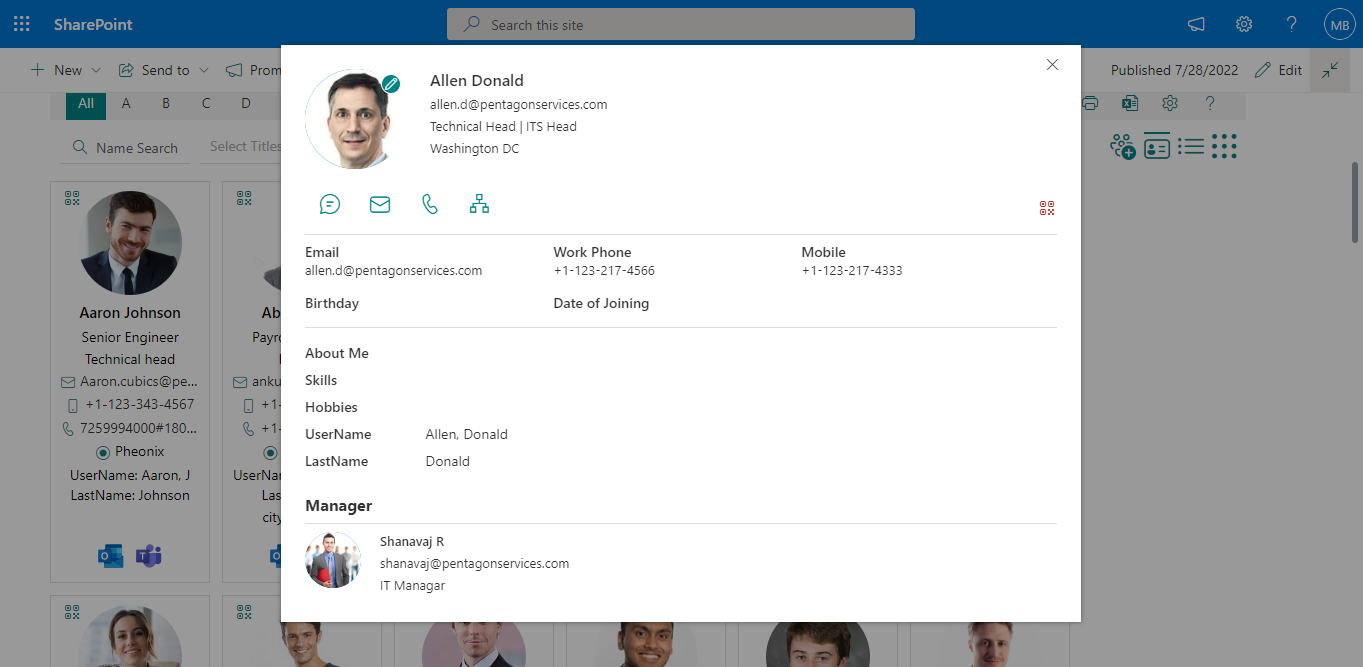 SharePoint
Search this site
MB
New
Send to
Prom
Published 7/28/2022
Edit
All A B C D
Name Search
Select Titles
Allen Donald
allen.d@pentagonservices.com
Technical Head | ITS Head
Washington DC
Email
allen.d@pentagonservices.com
Work Phone
+1-123-217-4566
Mobile
+1-123-217-4333
Birthday
Date of Joining
About Me
Skills
Hobbies
UserName Allen, Donald
LastName Donald
Manager
Shanavaj R
shanavaj@pentagonservices.com
IT Managar
Aaron Johnson
Senior Engineer
Technical head
Aaron.cubics@pe...
+1-123-343-4567
7259994000#180...
Pheonix
UserName: Aaron, J
LastName: Johnson
Ab
Payro
anku
+1-
+1-
UserNa
Las
city